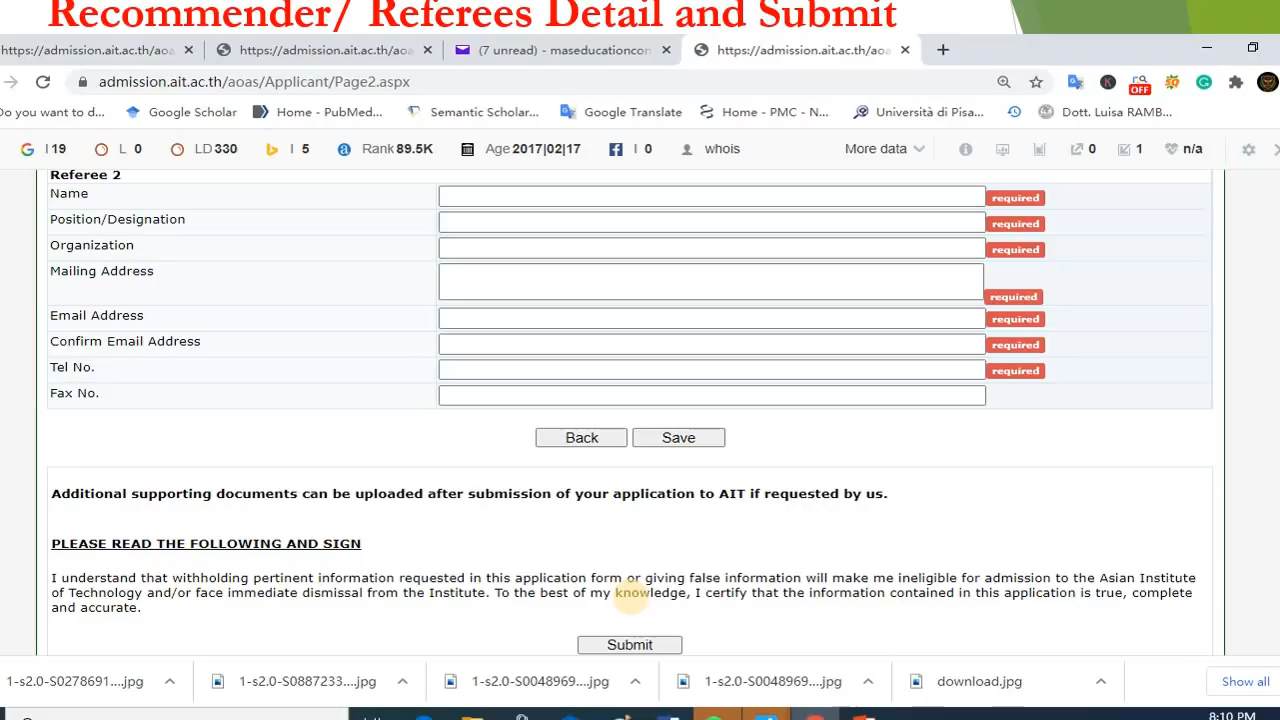 Recommender/ Referees Detail and Submit
https://admission.ait.ac.th/aoa × https://admission.ait.ac.th/aoa × (7 unread) - maseducationcon × https://admission.ait.ac.th/aoa ×
admission.ait.ac.th/aoas/Applicant/Page2.aspx OFF
Do you want to d... Google Scholar Home - PubMed... Semantic Scholar... Google Translate Home - PMC - N... Università di Pisa... Dott. Luisa RAMB...
I 19 L 0 LD 330 I 5 Rank 89.5K Age 2017|02|17 I 0 whois More data 0 1 n/a
Referee 2
Name required
Position/Designation required
Organization required
Mailing Address required
Email Address required
Confirm Email Address required
Tel No. required
Fax No.
Back Save
Additional supporting documents can be uploaded after submission of your application to AIT if requested by us.
PLEASE READ THE FOLLOWING AND SIGN
I understand that withholding pertinent information requested in this application form or giving false information will make me ineligible for admission to the Asian Institute
of Technology and/or face immediate dismissal from the Institute. To the best of my knowledge, I certify that the information contained in this application is true, complete
and accurate.
Submit
1-s2.0-S0278691....jpg 1-s2.0-S0887233....jpg 1-s2.0-S0048969....jpg 1-s2.0-S0048969....jpg download.jpg Show all
8:10 PM